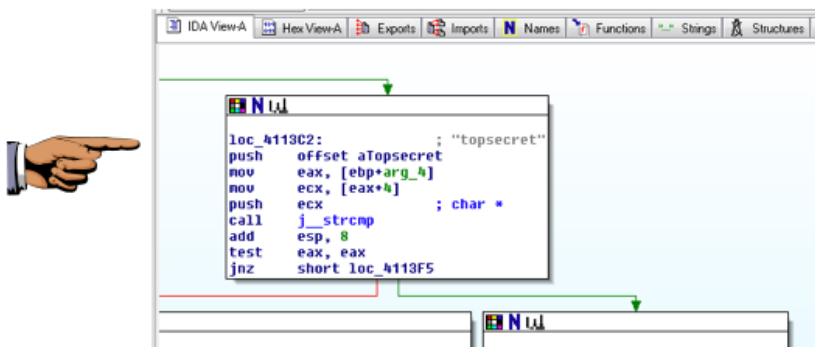 IDA View-A Hex View-A Exports Imports N Names Functions "..." Strings Structures
N
loc_4113C2: ; "topsecret"
push offset aTopsecret
mov eax, [ebp+arg_4]
mov ecx, [eax+4]
push ecx ; char *
call j__strcmp
add esp, 8
test eax, eax
jnz short loc_4113F5
N